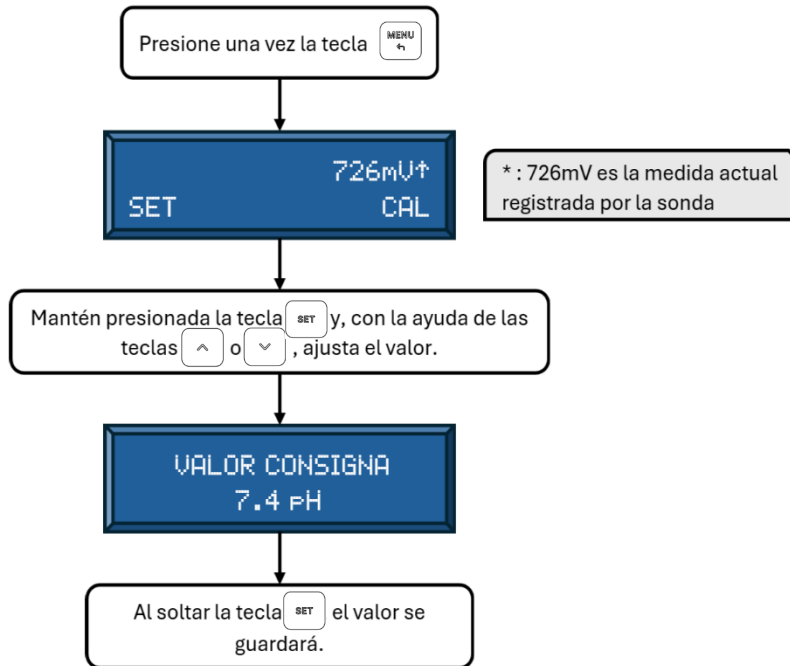 Presione una vez la tecla MENU
726mV↑
SET CAL
* : 726mV es la medida actual
registrada por la sonda
Mantén presionada la tecla SET y, con la ayuda de las
teclas o , ajusta el valor.
VALOR CONSIGNA
7.4 pH
Al soltar la tecla SET el valor se
guardará.